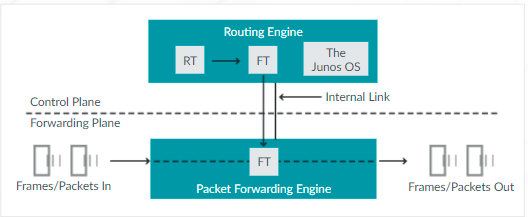 Routing Engine
RT
FT
The
Junos OS
Internal Link
Control Plane
Forwarding Plane
FT
Frames/Packets In
Packet Forwarding Engine
Frames/Packets Out